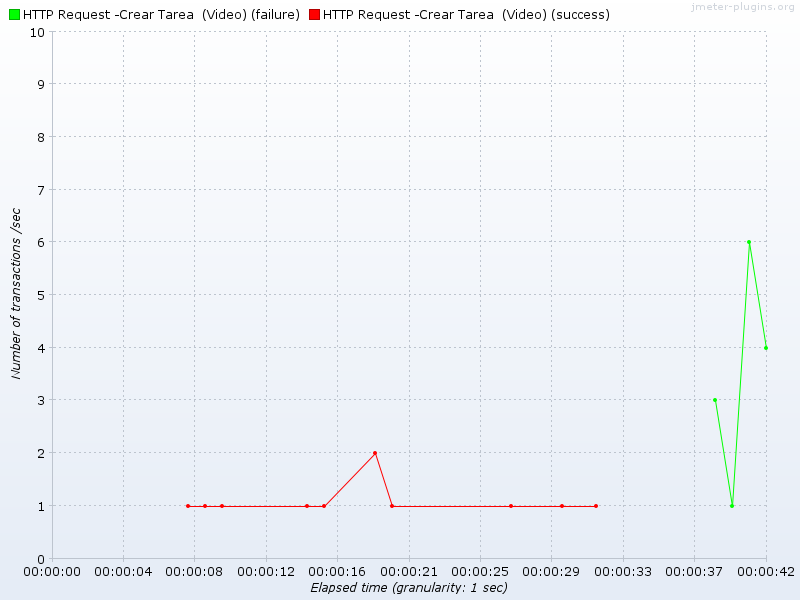 jmeter-plugins.org
HTTP Request -Crear Tarea  (Video) (failure) HTTP Request -Crear Tarea  (Video) (success)
10
9
8
7
6
5
4
3
2
1
0
Number of transactions /sec
00:00:00 00:00:04 00:00:08 00:00:12 00:00:16 00:00:21 00:00:25 00:00:29 00:00:33 00:00:37 00:00:42
Elapsed time (granularity: 1 sec)